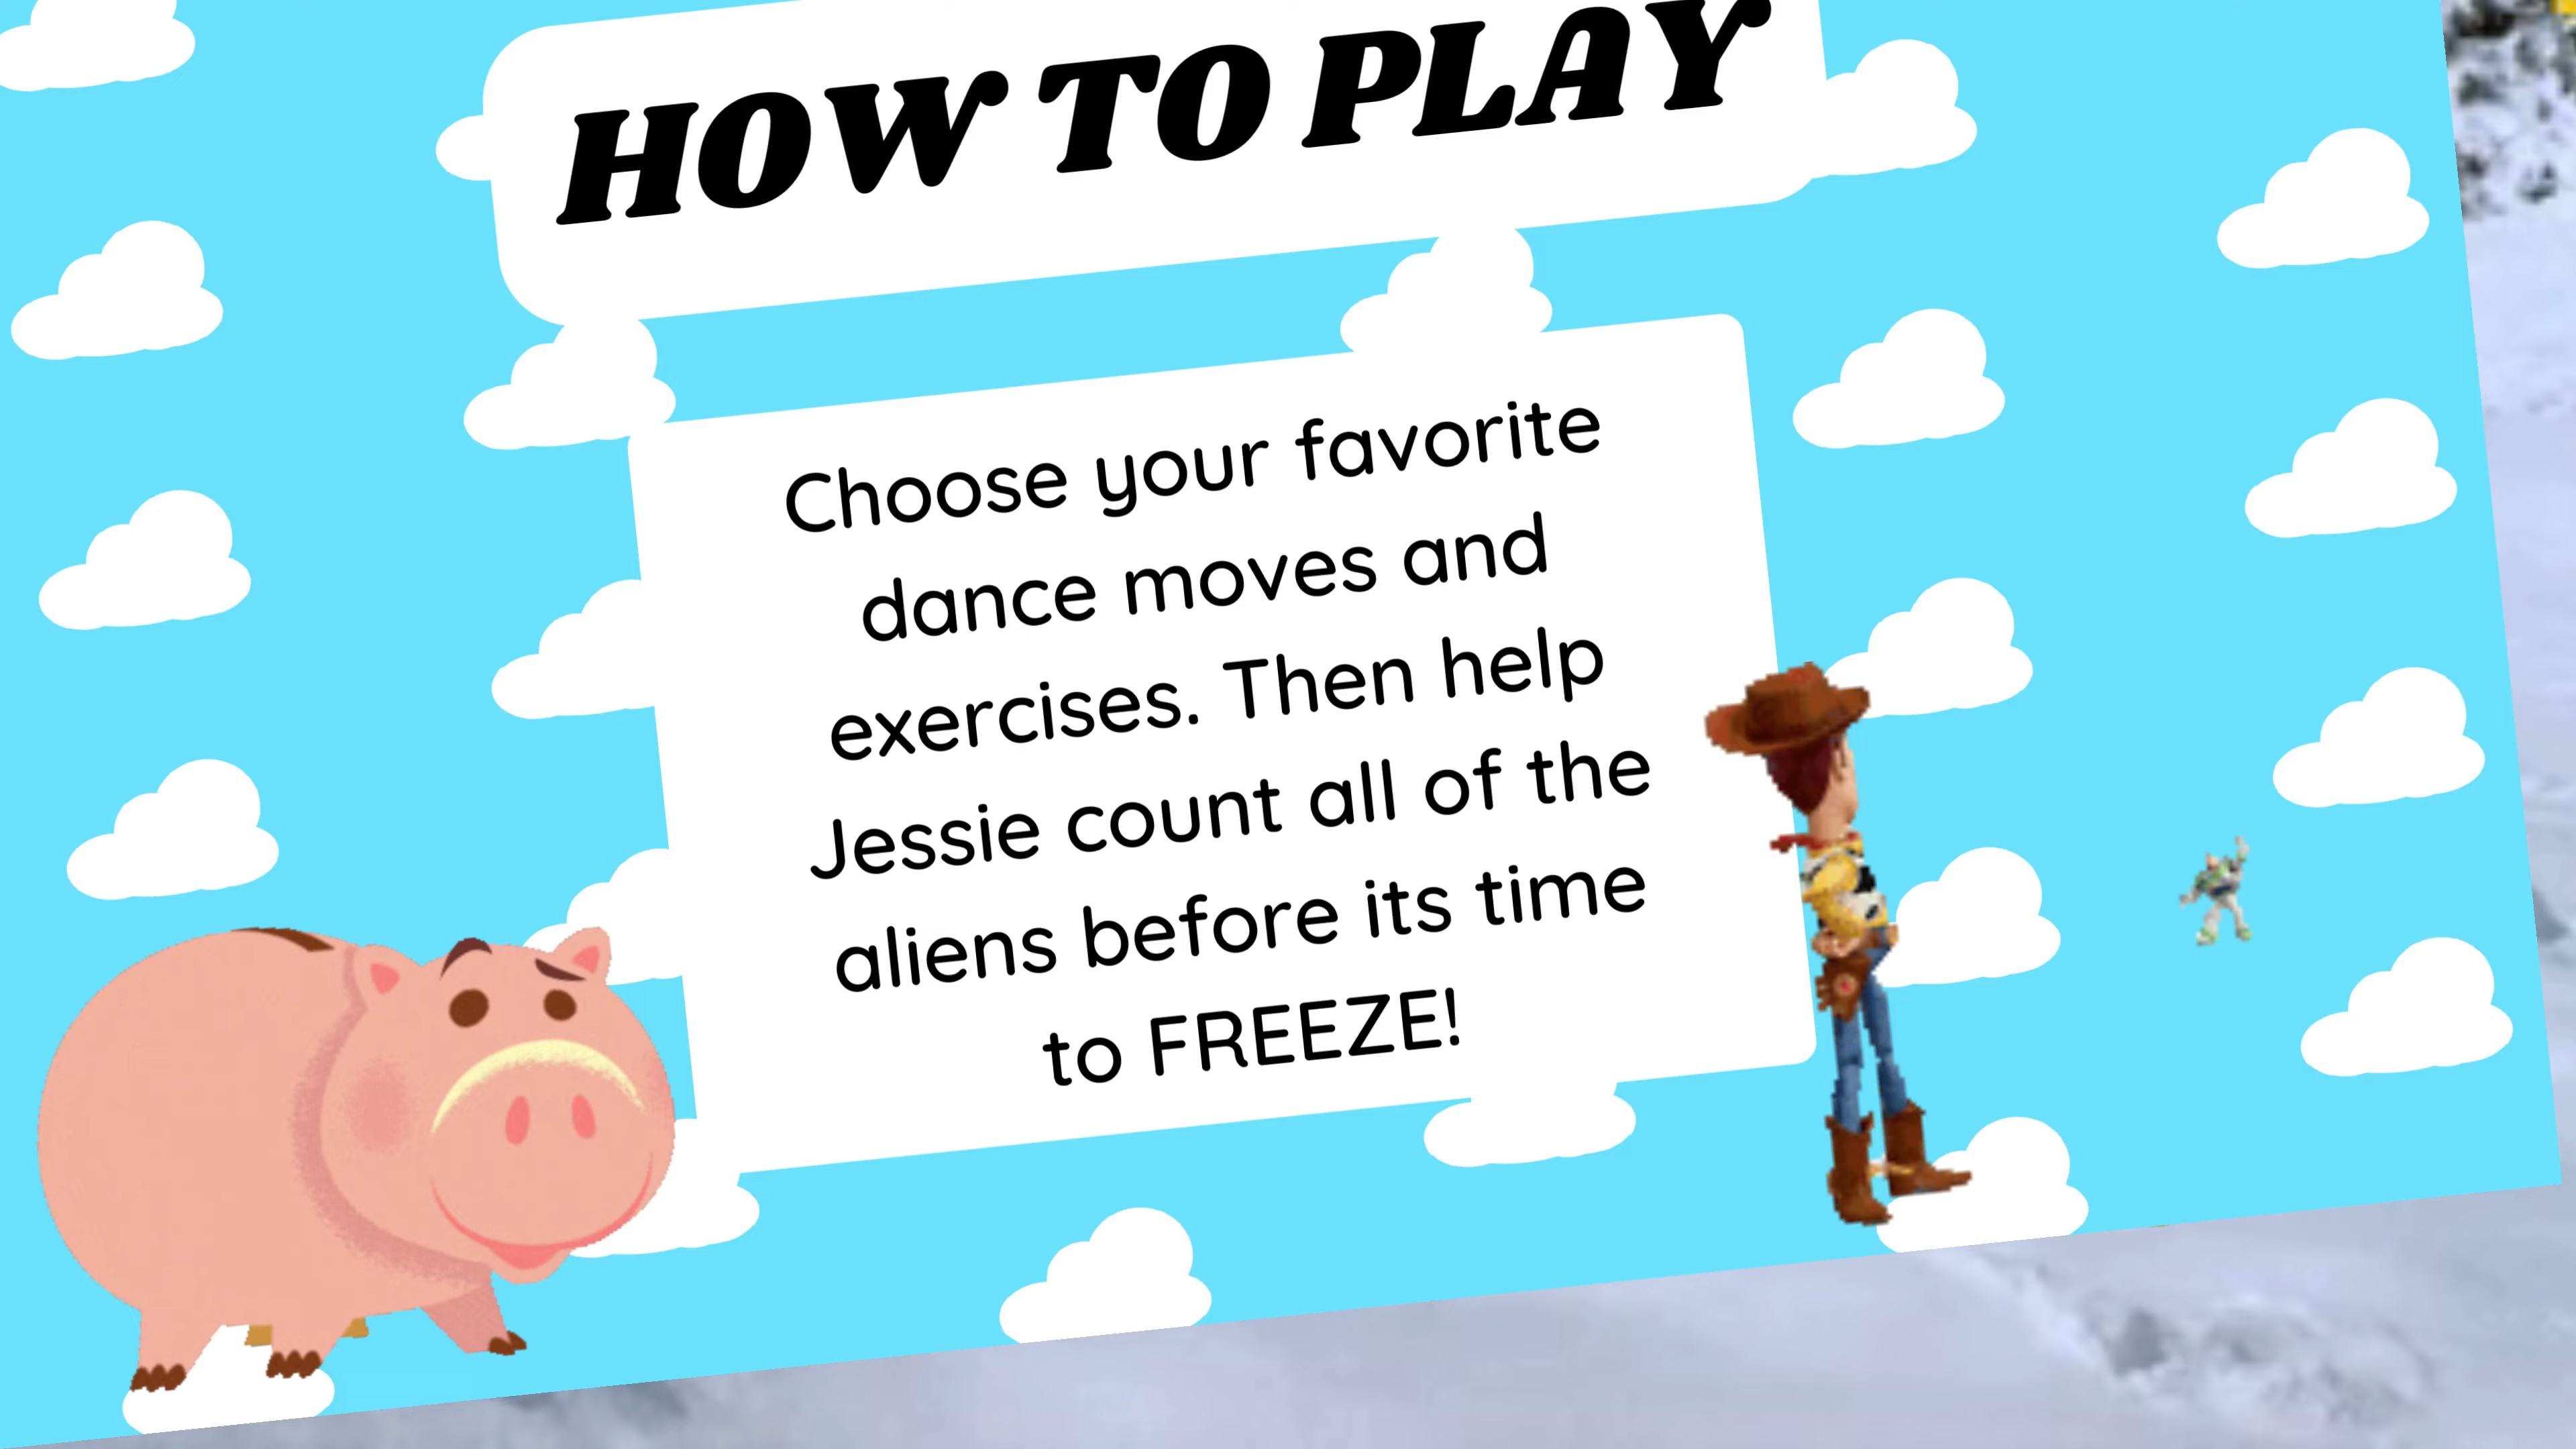 HOW TO PLAY
Choose your favorite
dance moves and
exercises. Then help
Jessie count all of the
aliens before its time
to FREEZE!